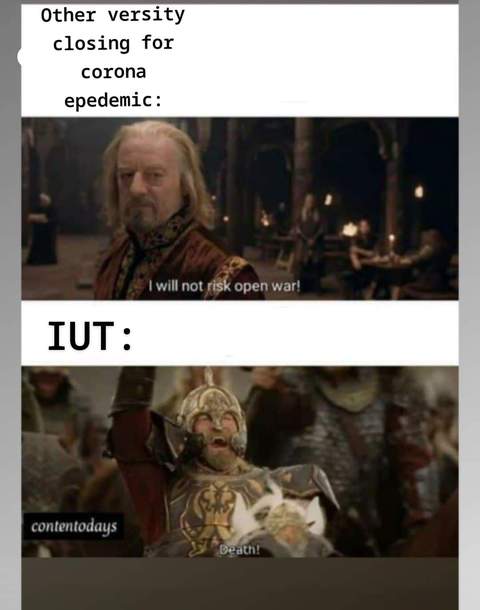 Other versity
closing for
corona
epedemic:
I will not risk open war!
IUT:
contentodays
Death!